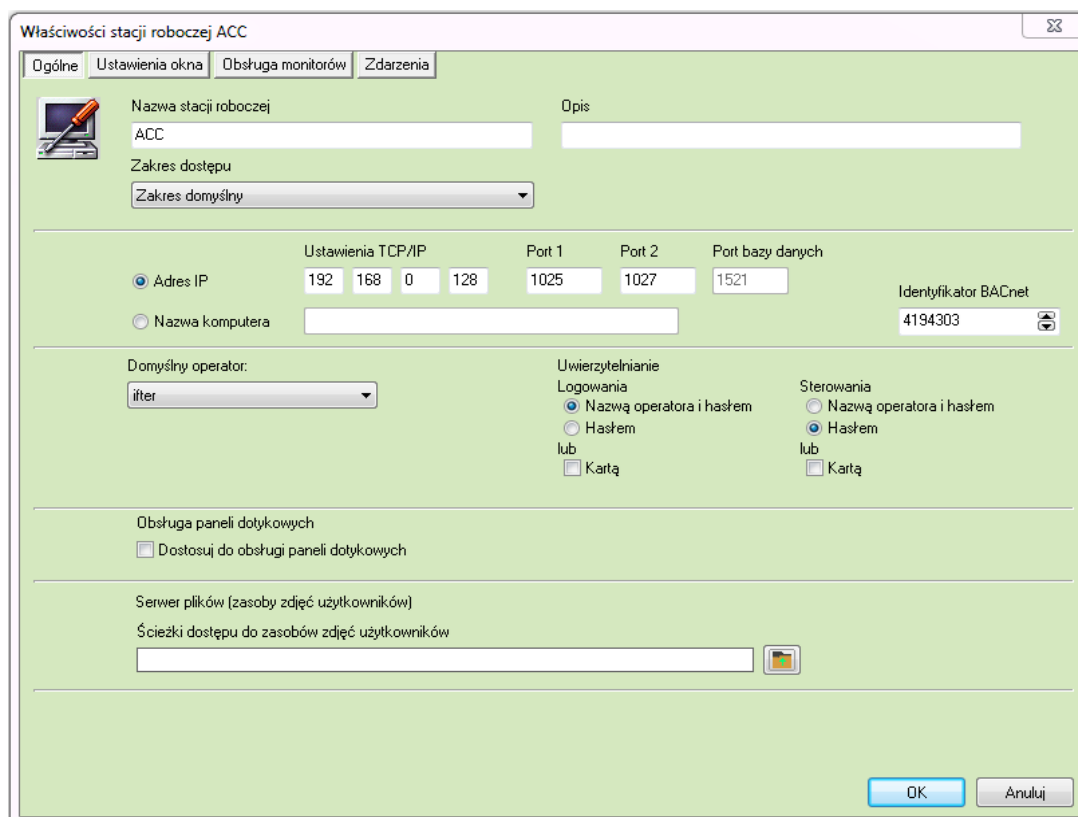 Właściwości stacji roboczej ACC
Ogólne Ustawienia okna Obsługa monitorów Zdarzenia
Nazwa stacji roboczej Opis
ACC
Zakres dostępu
Zakres domyślny
Ustawienia TCP/IP Port 1 Port 2 Port bazy danych
Adres IP 192 168 0 128 1025 1027 1521
Identyfikator BACnet
Nazwa komputera 4194303
Domyślny operator: Uwierzytelnianie
Logowania Sterowania
ifter Nazwą operatora i hasłem Nazwą operatora i hasłem
Hasłem Hasłem
lub lub
Kartą Kartą
Obsługa paneli dotykowych
Dostosuj do obsługi paneli dotykowych
Serwer plików (zasoby zdjęć użytkowników)
Ścieżki dostępu do zasobów zdjęć użytkowników
OK Anuluj